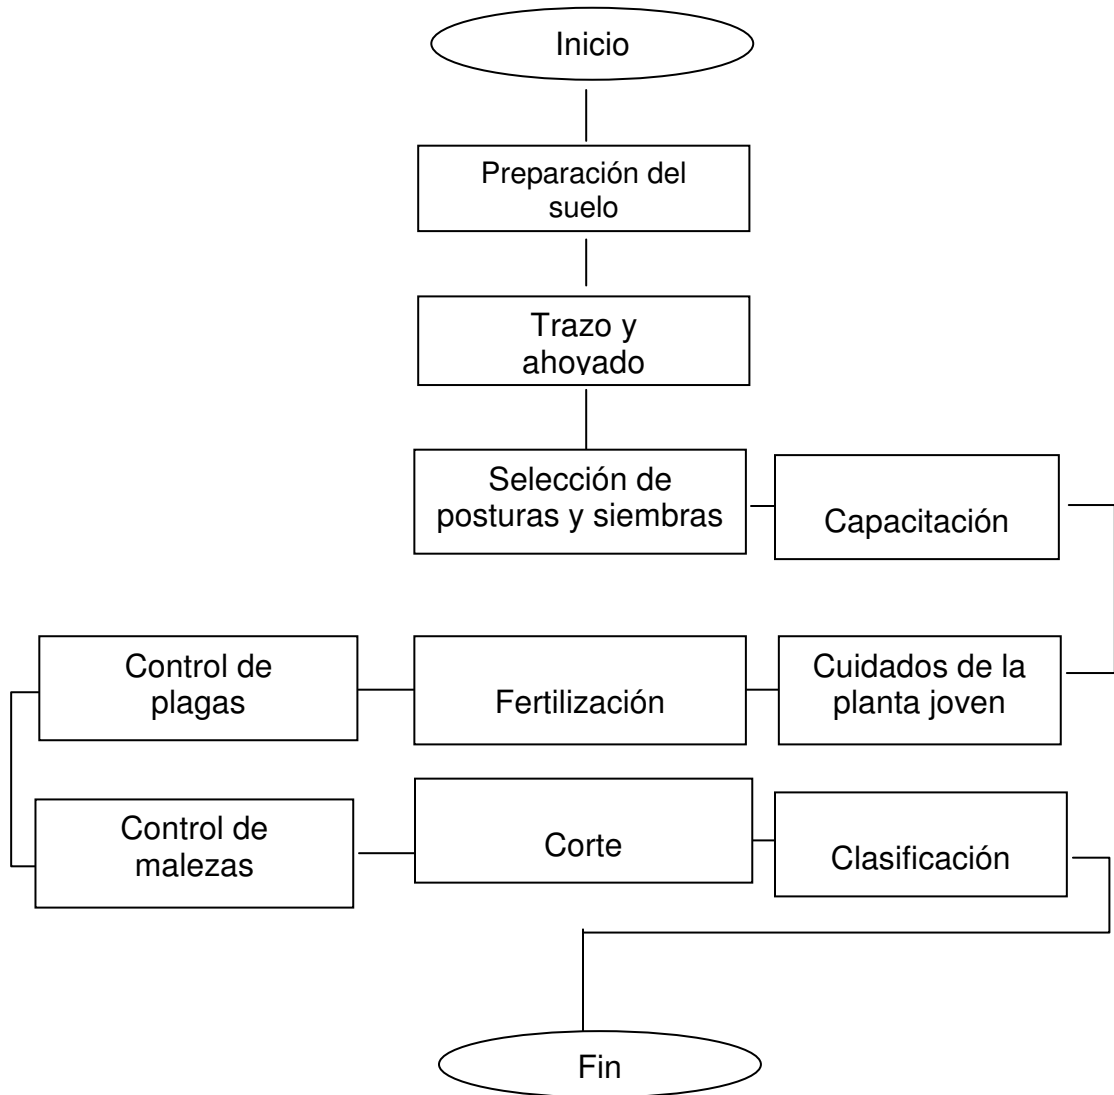 Inicio
Preparación del
suelo
Trazo y
ahoyado
Selección de
posturas y siembras
Capacitación
Cuidados de la
planta joven
Fertilización
Control de
plagas
Control de
malezas
Corte
Clasificación
Fin